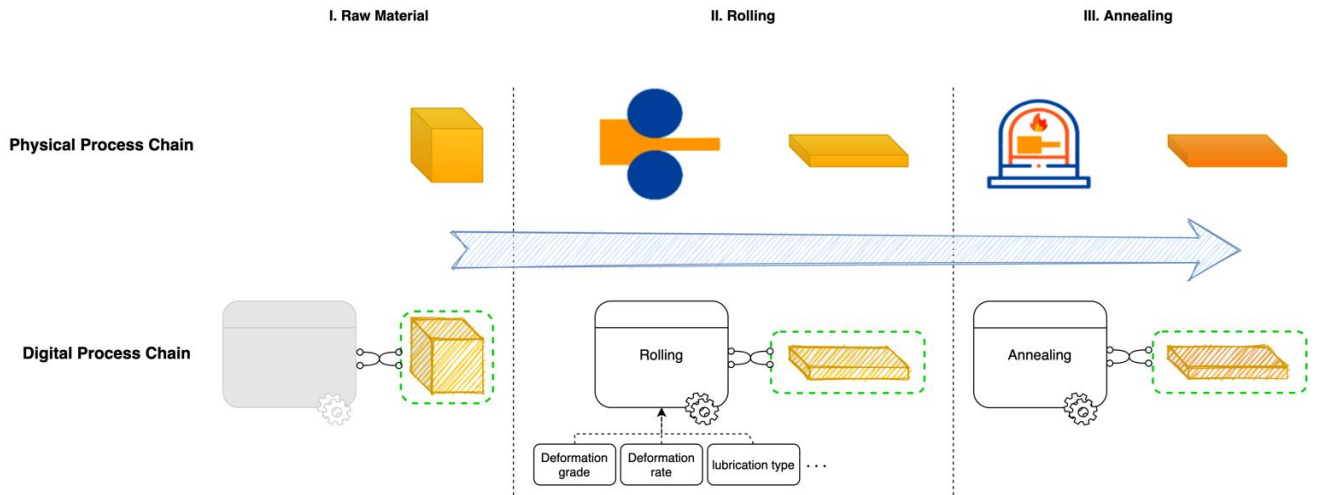 I. Raw Material
II. Rolling
III. Annealing
Physical Process Chain
Digital Process Chain
Rolling
Annealing
Deformation
grade
Deformation
rate
lubrication type
...